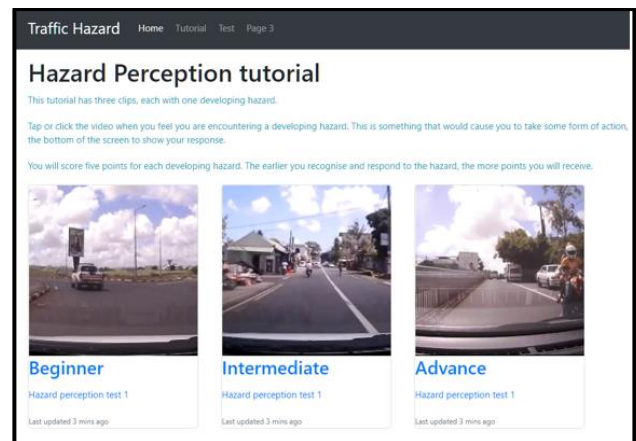 Traffic Hazard Home Tutorial Test Page 3
Hazard Perception tutorial
This tutorial has three clips, each with one developing hazard.
Tap or click the video when you feel you are encountering a developing hazard. This is something that would cause you to take some form of action,
the bottom of the screen to show your response.
You will score five points for each developing hazard. The earlier you recognise and respond to the hazard, the more points you will receive.
Beginner
Hazard perception test 1
Last updated 3 mins ago
Intermediate
Hazard perception test 1
Last updated 3 mins ago
Advance
Hazard perception test 1
Last updated 3 mins ago